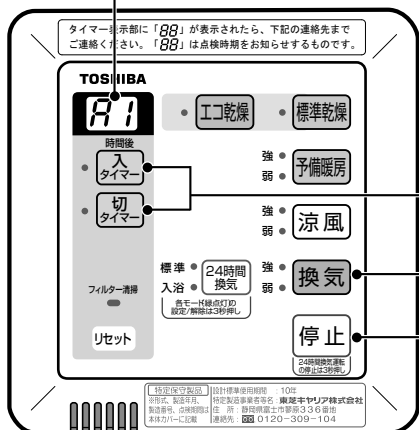 タイマー表示部に「88」が表示されたら、下記の連絡先まで
ご連絡ください。「88」は点検時期をお知らせするものです。
TOSHIBA
A1
時間後
入
タイマー
切
タイマー
フィルター清掃
リセット
エコ乾燥
標準乾燥
強
弱
予備暖房
強
弱
涼風
標準
入浴
24時間
換気
各モード(緑点灯)の
設定/解除は3秒押し
強
弱
換気
停止
24時間換気運転
の停止は3秒押し
特定保守製品
※形式、製造年月、
製造番号、点検期間は
本体カバーに記載
設計標準使用期間 : 10年
特定製造事業者等名 : 東芝キヤリア株式会社
住 所 : 静岡県富士市蓼原336番地
連絡先 : 0120-309-104